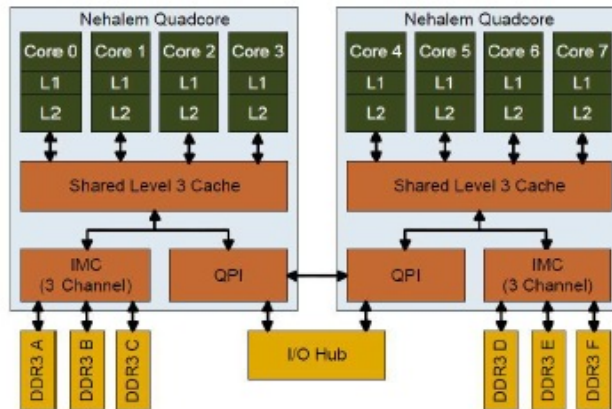 Nehalem Quadcore
Core 0 Core 1 Core 2 Core 3
L1 L1 L1 L1
L2 L2 L2 L2
Shared Level 3 Cache
IMC
(3 Channel)
QPI
DDR3 A
DDR3 B
DDR3 C
Nehalem Quadcore
Core 4 Core 5 Core 6 Core 7
L1 L1 L1 L1
L2 L2 L2 L2
Shared Level 3 Cache
QPI
IMC
(3 Channel)
I/O Hub
DDR3 D
DDR3 E
DDR3 F